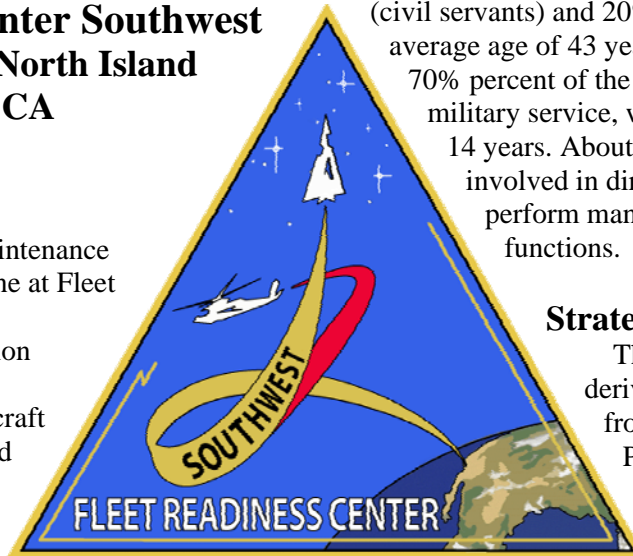 nter Southwest
North Island
CA
intenance
ne at Fleet
on
craft
d
(civil servants) and 20
average age of 43 ye
70% percent of the
military service, w
14 years. About
involved in di
perform man
functions.
Strate
Th
deri
fro
P
SOUTHWEST
FLEET READINESS CENTER